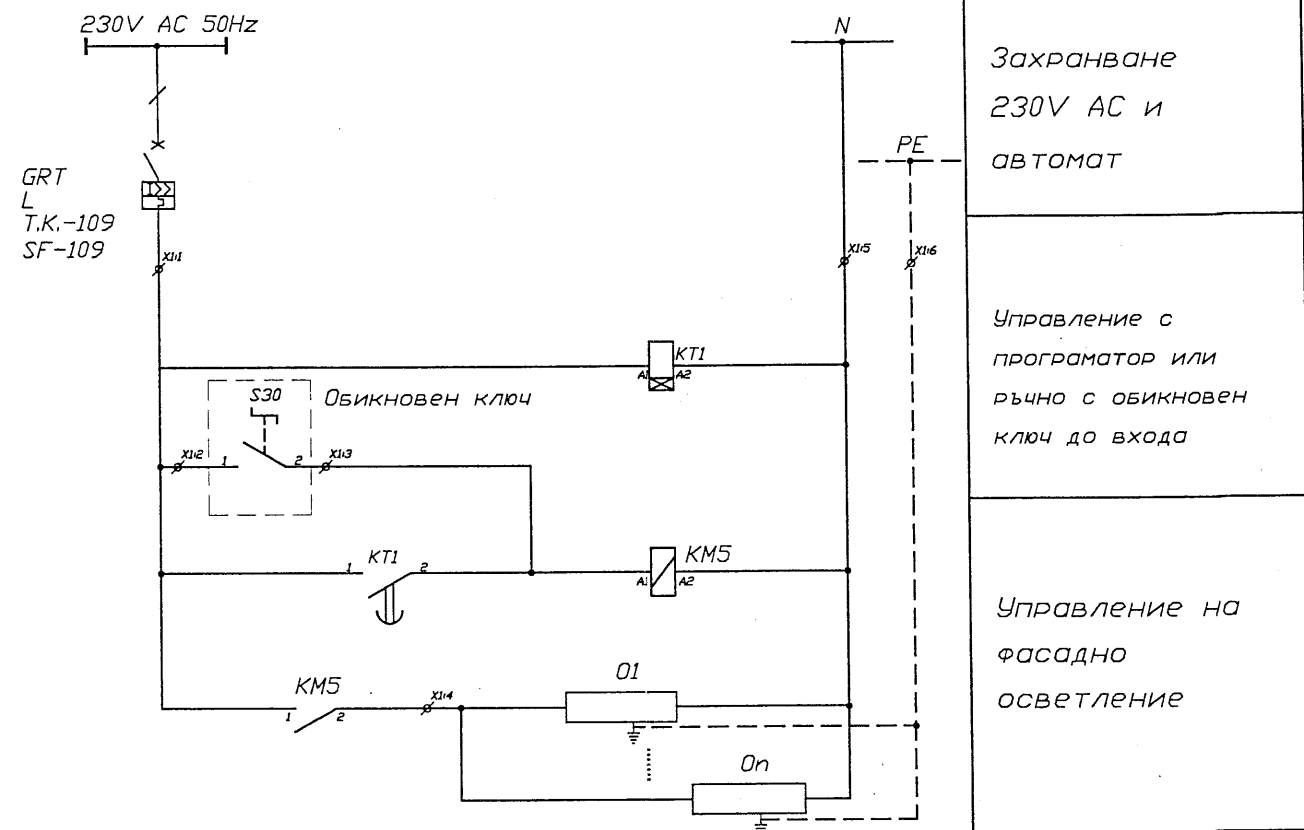 230V AC 50Hz
N
Захранване
230V AC и
автомат
PE
GRT
L
T.K.-109
SF-109
X1:1
X1:5
X1:6
Управление с
програматор или
ръчно с обикновен
ключ до входа
KT1
A1
A2
S30
Обикновен ключ
X1:2
1
2
X1:3
KT1
1
2
KM5
A1
A2
Управление на
фасадно
осветление
KM5
1
2
X1:4
O1
On